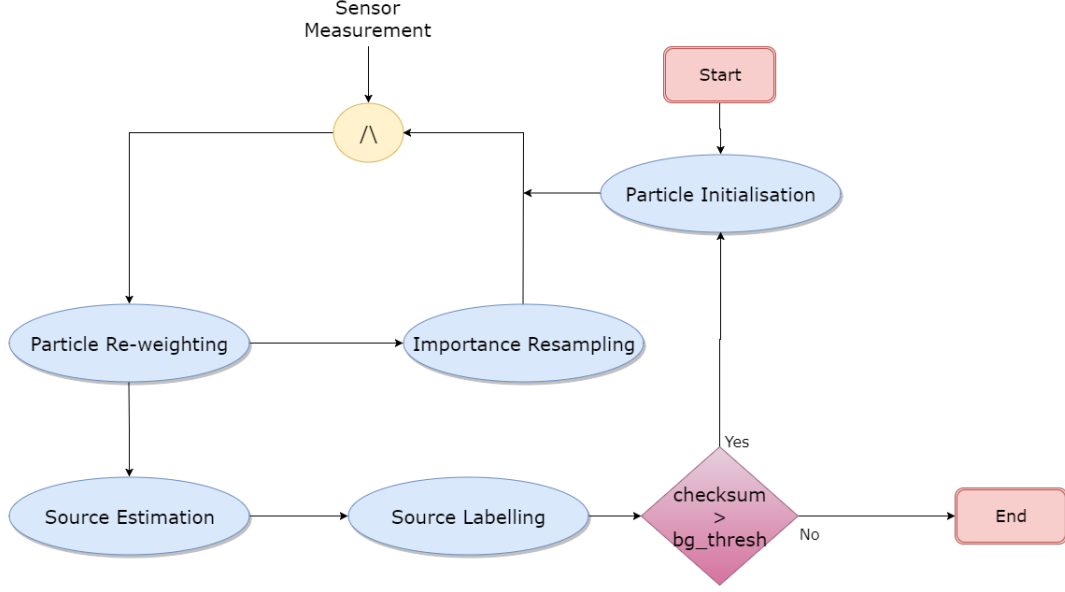 Sensor
Measurement
Start
/\
Particle Initialisation
Particle Re-weighting
Importance Resampling
Yes
checksum
>
bg_thresh
Source Estimation
Source Labelling
No
End